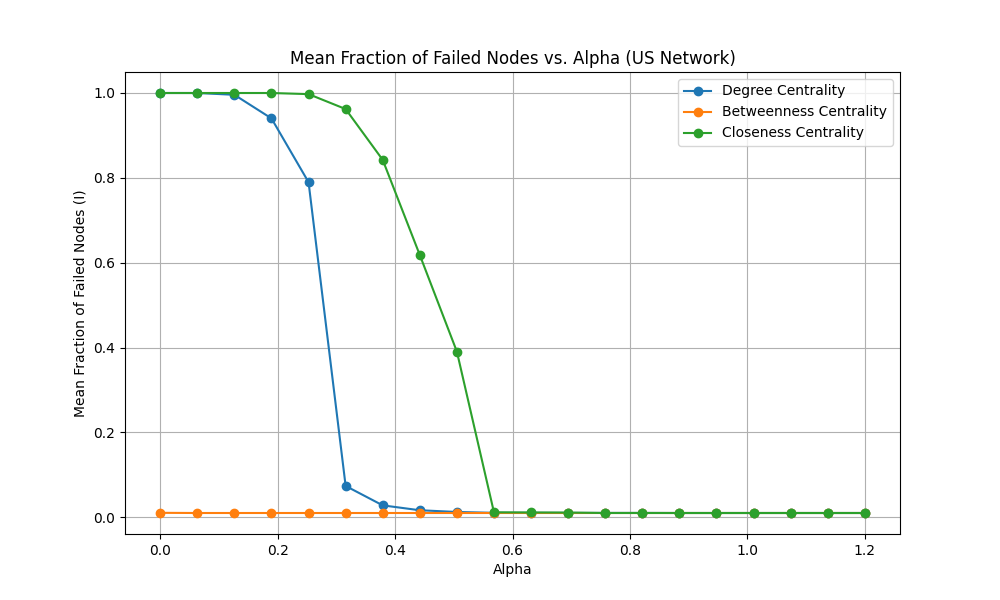 Mean Fraction of Failed Nodes vs. Alpha (US Network)
Degree Centrality
Betweenness Centrality
Closeness Centrality
Mean Fraction of Failed Nodes (I)
1.0
0.8
0.6
0.4
0.2
0.0
0.0 0.2 0.4 0.6 0.8 1.0 1.2
Alpha